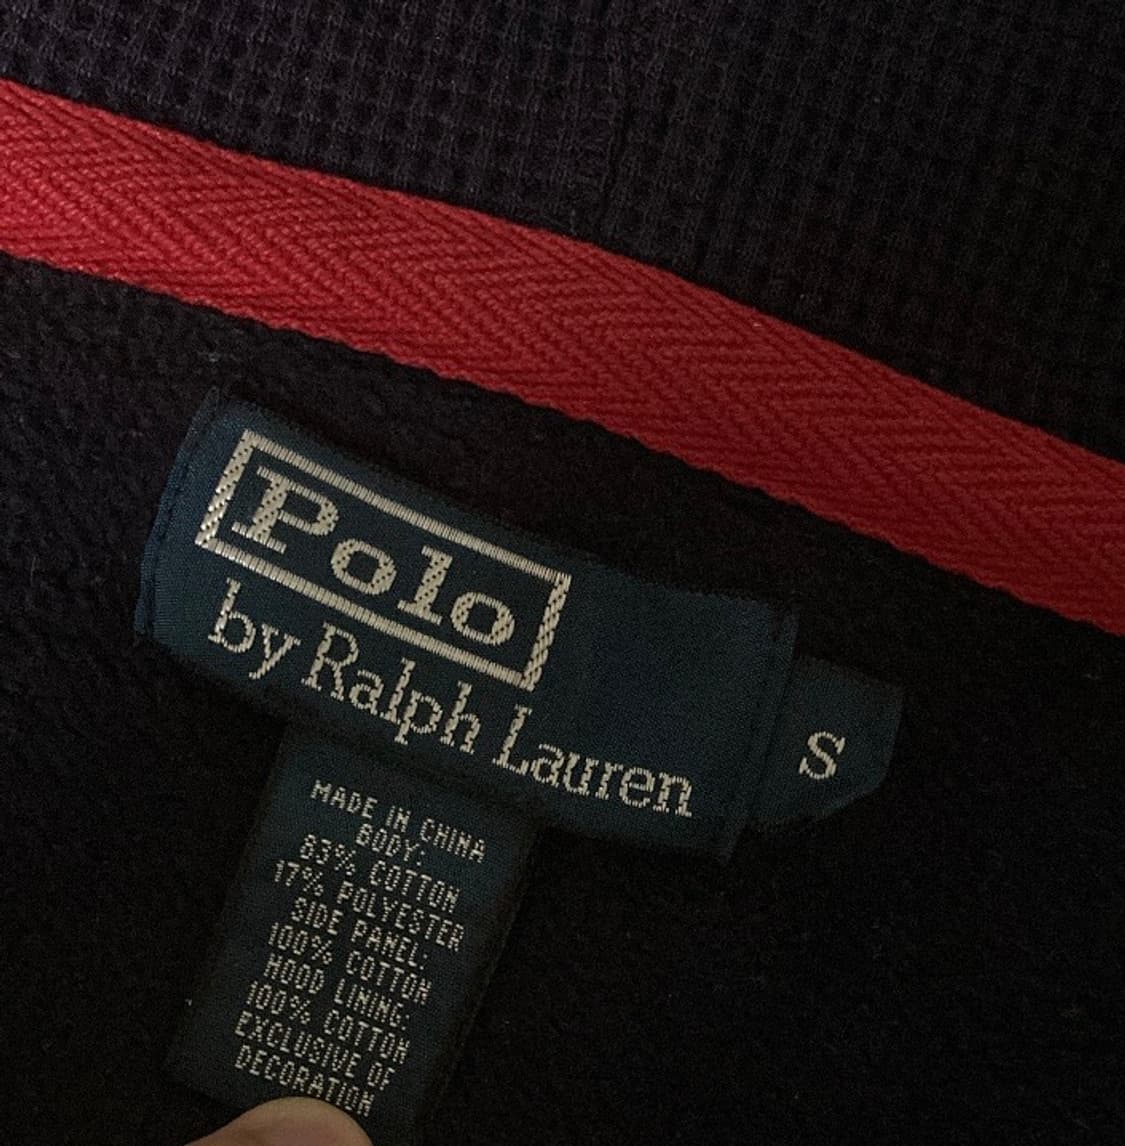 Polo
by Ralph Lauren
S
MADE IN CHINA
BODY:
83% COTTON
17% POLYESTER
SIDE PANEL:
100% COTTON
HOOD LINING:
100% COTTON
EXCLUSIVE OF
DECORATION